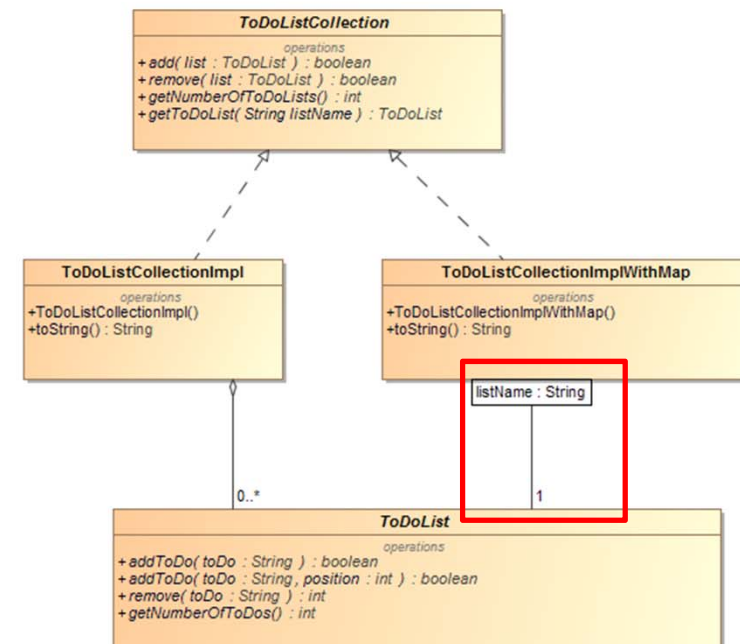 ToDoListCollection
operations
+add( list : ToDoList ) : boolean
+remove( list : ToDoList ) : boolean
+getNumberOfToDoLists() : int
+getToDoList( String listName ) : ToDoList
ToDoListCollectionImpl
operations
+ToDoListCollectionImpl()
+toString() : String
ToDoListCollectionImplWithMap
operations
+ToDoListCollectionImplWithMap()
+toString() : String
listName : String
0..*
1
ToDoList
operations
+addToDo( toDo : String ) : boolean
+addToDo( toDo : String, position : int ) : boolean
+remove( toDo : String ) : int
+getNumberOfToDos() : int